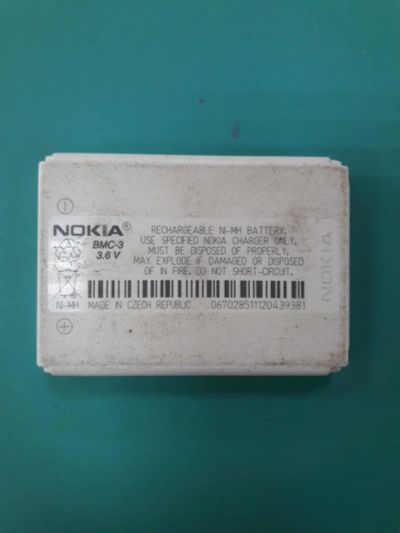 NOKIA®
BMC-3
3.6 V
RECHARGEABLE NI-MH BATTERY.
USE SPECIFIED NOKIA CHARGER ONLY.
MUST BE DISPOSED OF PROPERLY.
MAY EXPLODE IF DAMAGED OR DISPOSED
OF IN FIRE. DO NOT SHORT-CIRCUIT.
NI-MH MADE IN CZECH REPUBLIC 0670285111120439381
NOKIA